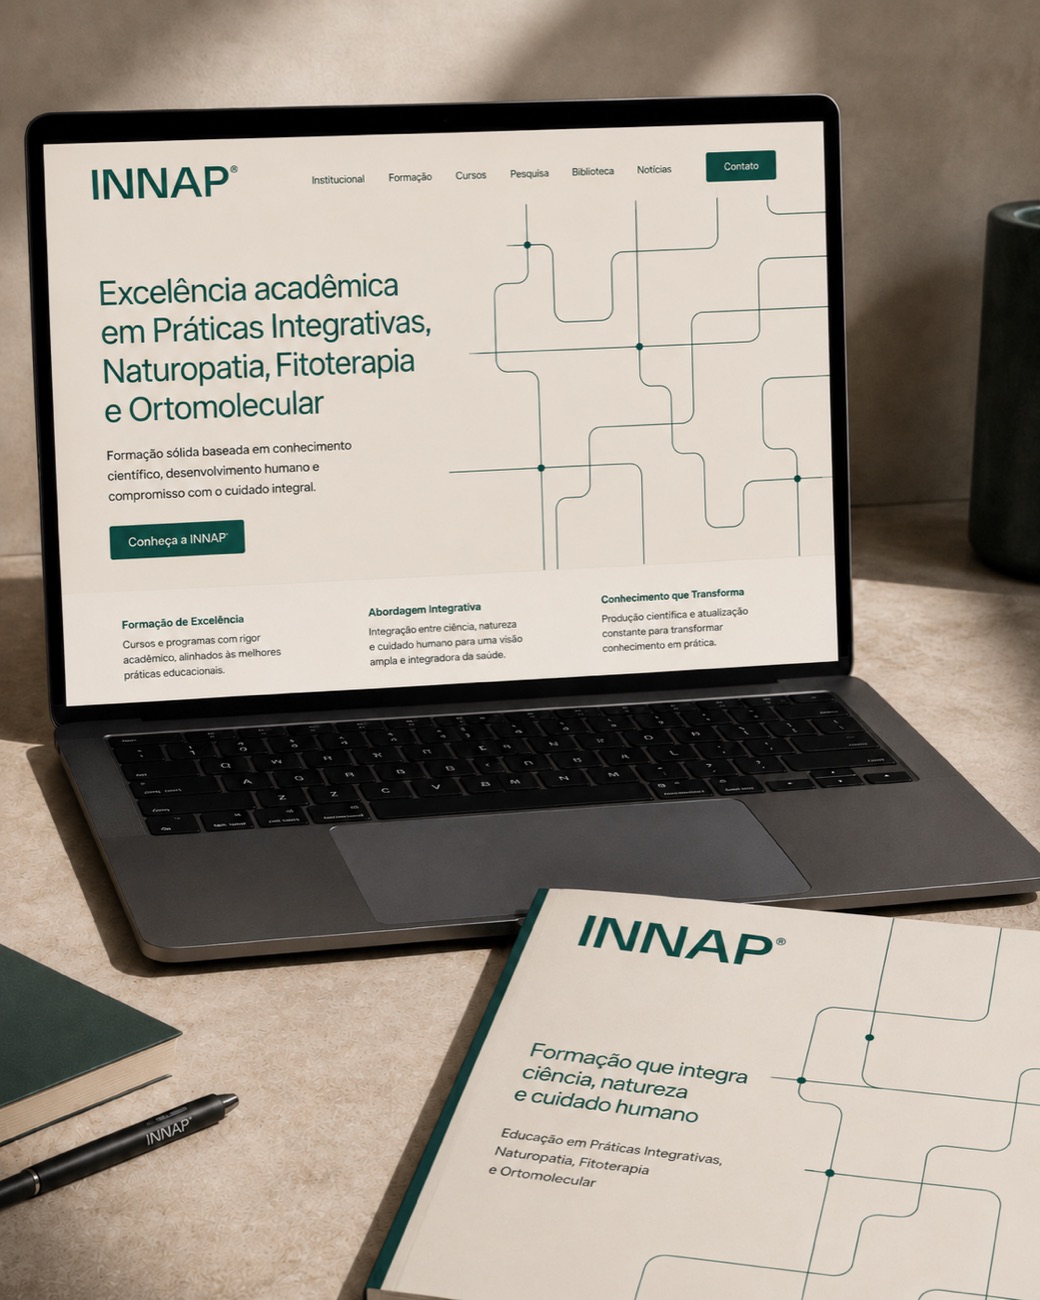 INNAP®
Institucional Formação Cursos Pesquisa Biblioteca Notícias Contato
Excelência acadêmica
em Práticas Integrativas,
Naturopatia, Fitoterapia
e Ortomolecular
Formação sólida baseada em conhecimento
científico, desenvolvimento humano e
compromisso com o cuidado integral.
Conheça a INNAP®
Formação de Excelência
Cursos e programas com rigor
acadêmico, alinhados às melhores
práticas educacionais.
Abordagem Integrativa
Integração entre ciência, natureza
e cuidado humano para uma visão
ampla e integradora da saúde.
Conhecimento que Transforma
Produção científica e atualização
constante para transformar
conhecimento em prática.
INNAP®
Formação que integra
ciência, natureza
e cuidado humano
Educação em Práticas Integrativas,
Naturopatia, Fitoterapia
e Ortomolecular
INNAP®